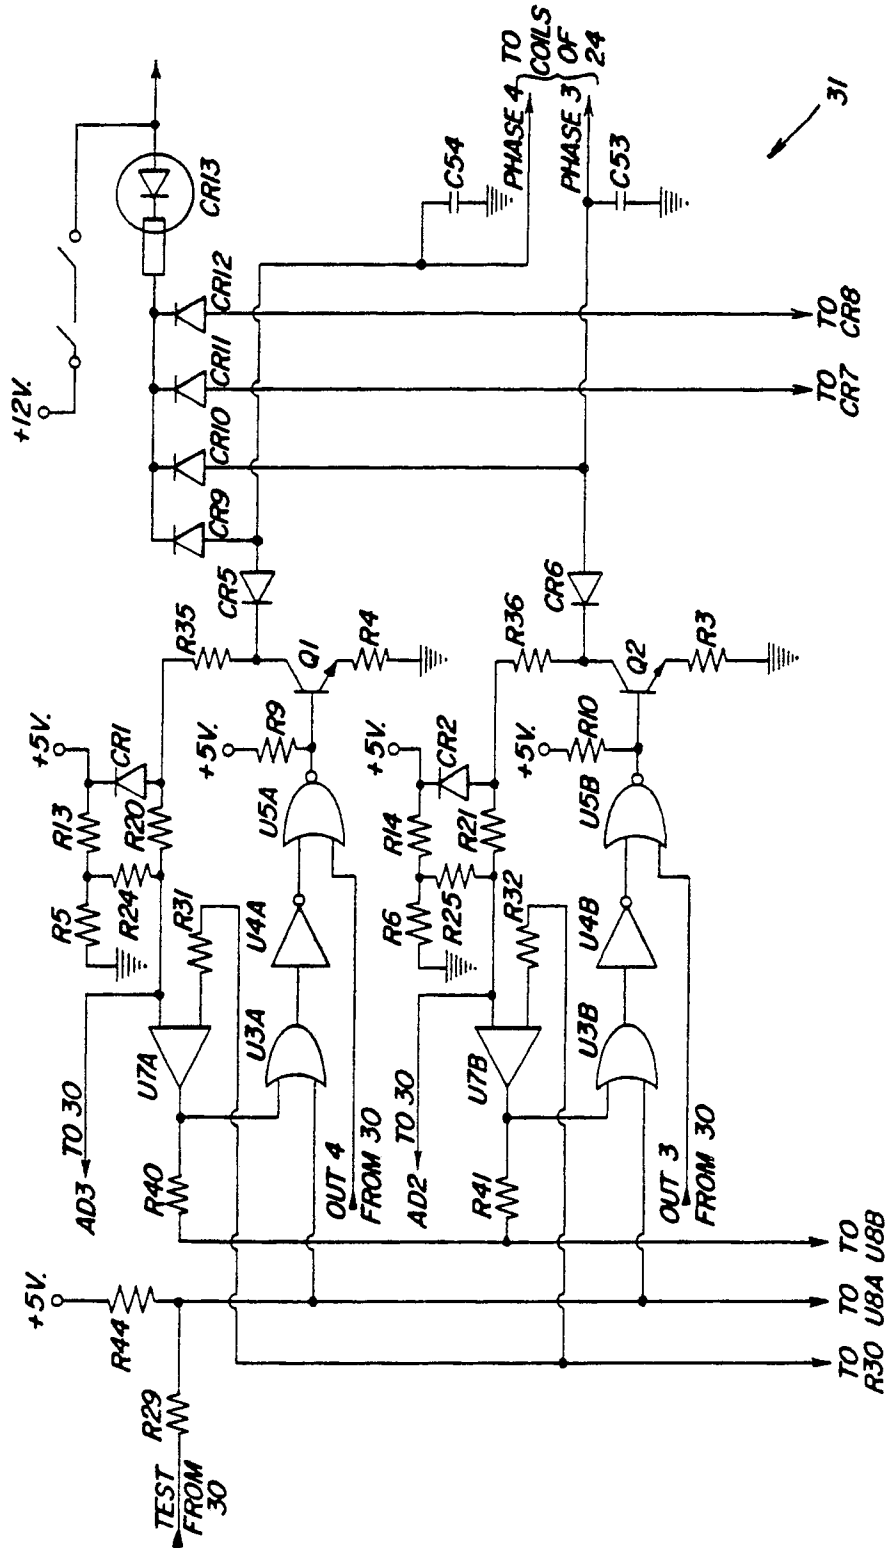 +12V.
CR13
CR12
CR11
CR10
CR9
TO
CR8
TO
CR7
C54
PHASE 4
PHASE 3
TO
COILS
OF
24
C53
31
CR5
CR6
R35
Q1
R4
R36
Q2
R3
+5V.
CR1
R13
R20
R5
R24
R31
+5V.
R9
U5A
U4A
U3A
U7A
+5V.
CR2
R14
R21
R6
R25
R32
+5V.
R10
U5B
U4B
U3B
U7B
AD3
TO 30
R40
OUT 4
FROM 30
AD2
TO 30
R41
OUT 3
FROM 30
+5V.
R44
R29
TEST
FROM
30
TO
U8B
TO
U8A
TO
R30